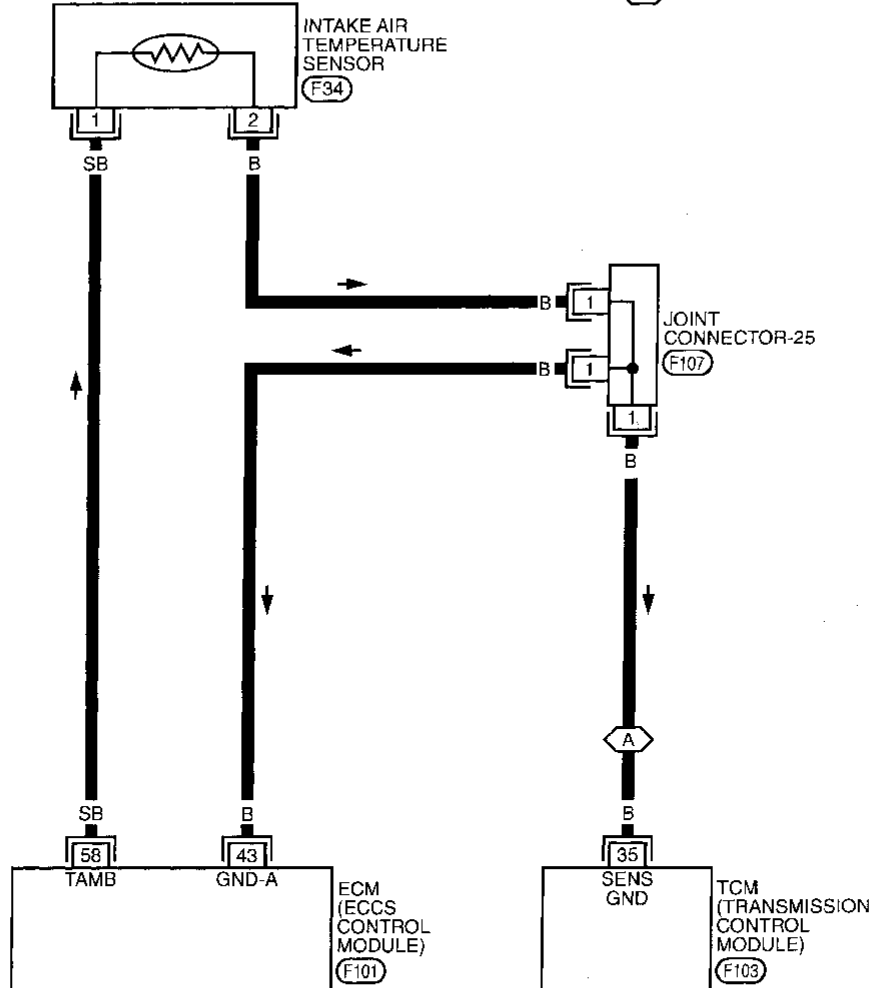 INTAKE AIR
TEMPERATURE
SENSOR
F34
1
2
SB
B
B
1
JOINT
CONNECTOR-25
F107
B
1
1
B
A
SB
B
B
58
43
35
TAMB
GND-A
SENS
GND
ECM
(ECCS
CONTROL
MODULE)
F101
TCM
(TRANSMISSION
CONTROL
MODULE)
F103